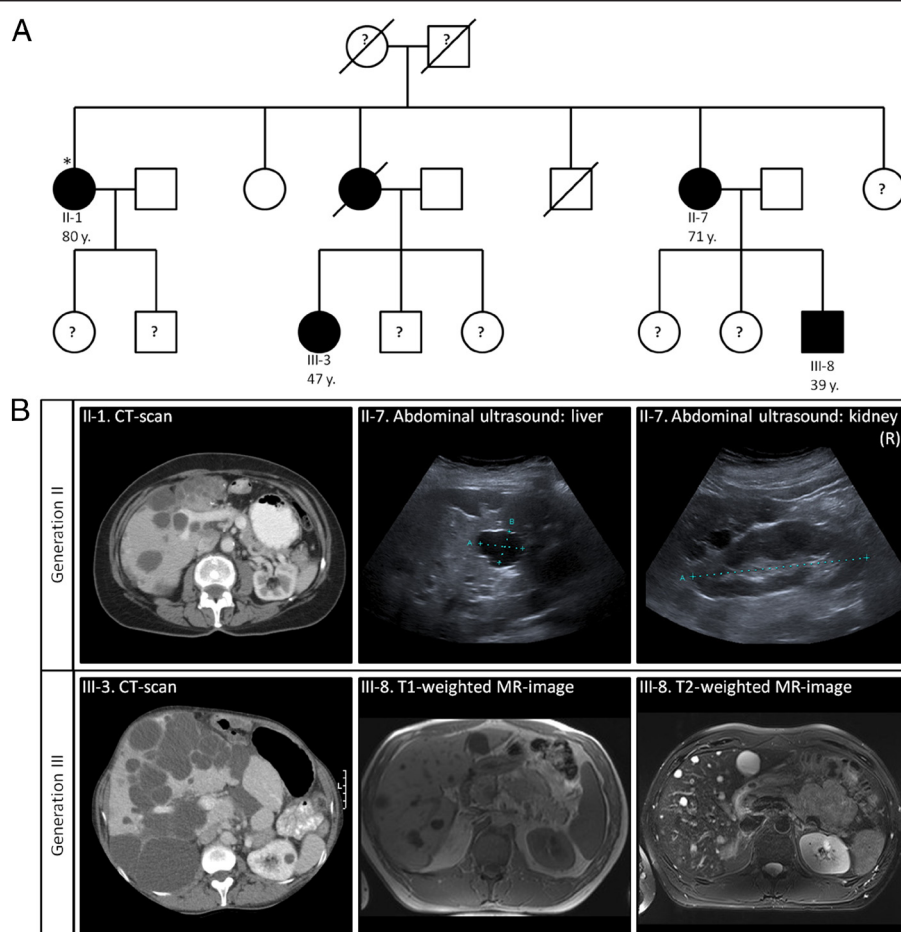 A
? ?
*
?
II-1
80 y.
II-7
71 y.
? ? ? ? ? ?
III-3
47 y.
III-8
39 y.
B
Generation II
II-1. CT-scan
II-7. Abdominal ultrasound: liver
A
B
II-7. Abdominal ultrasound: kidney
(R)
A
Generation III
III-3. CT-scan
III-8. T1-weighted MR-image
III-8. T2-weighted MR-image